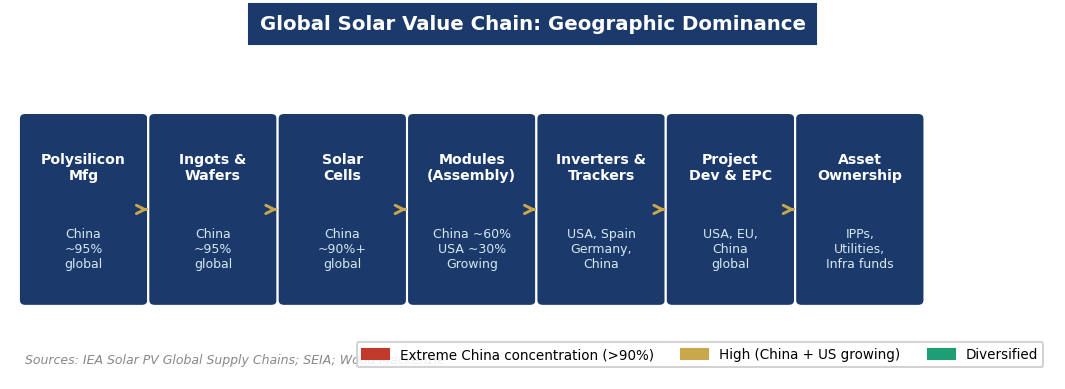 Global Solar Value Chain: Geographic Dominance
Polysilicon
Mfg
China
~95%
global
Ingots &
Wafers
China
~95%
global
Solar
Cells
China
~90%+
global
Modules
(Assembly)
China ~60%
USA ~30%
Growing
Inverters &
Trackers
USA, Spain
Germany,
China
Project
Dev & EPC
USA, EU,
China
global
Asset
Ownership
IPPs,
Utilities,
Infra funds
Sources: IEA Solar PV Global Supply Chains; SEIA;
Extreme China concentration (>90%)
High (China + US growing)
Diversified